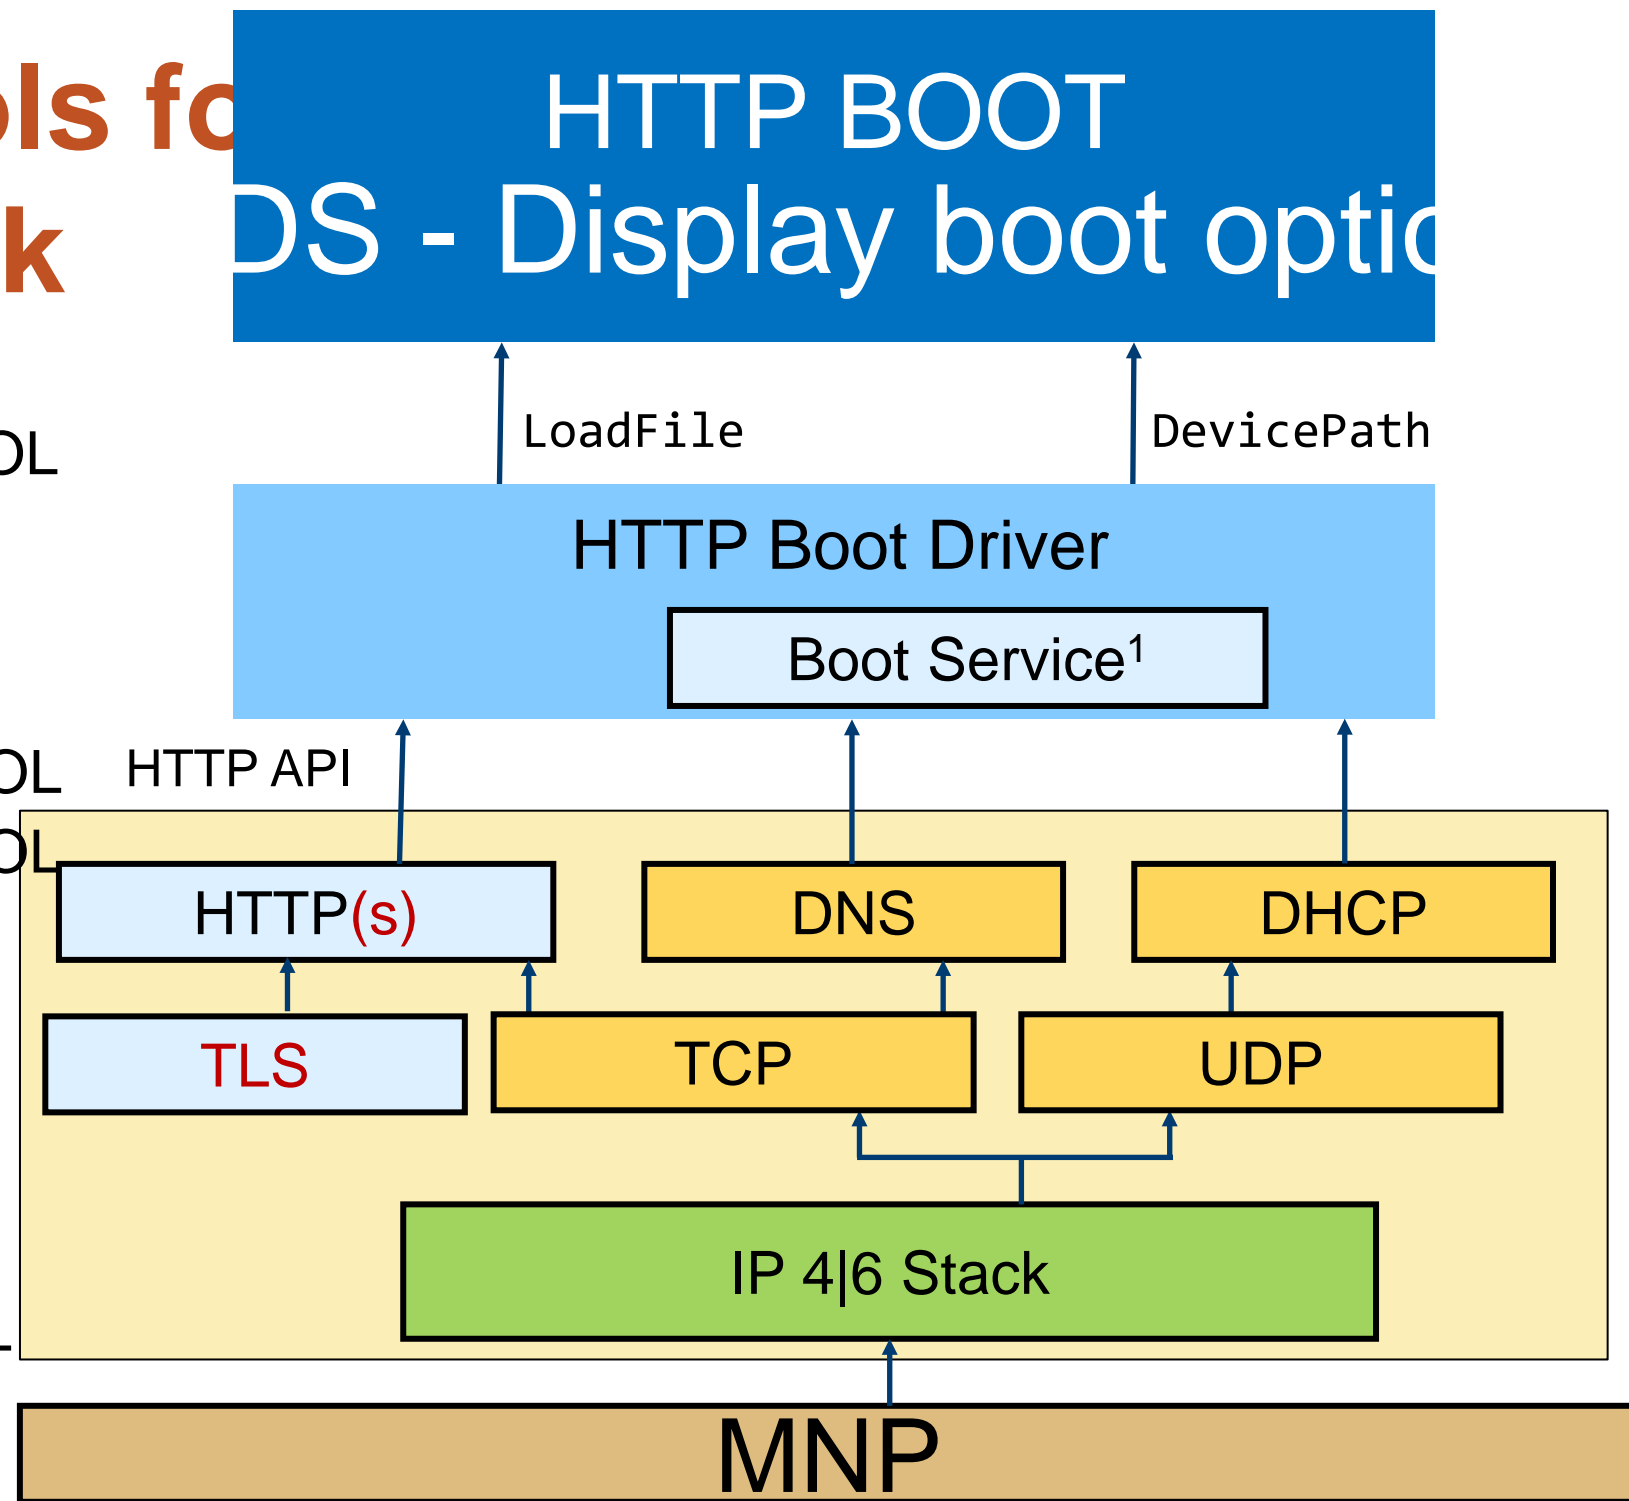 ols fo
k
HTTP BOOT
DS - Display boot optic
LoadFile
DevicePath
OL
HTTP Boot Driver
Boot Service¹
OL
HTTP API
OL
HTTP(s)
DNS
DHCP
TLS
TCP
UDP
IP 4|6 Stack
MNP